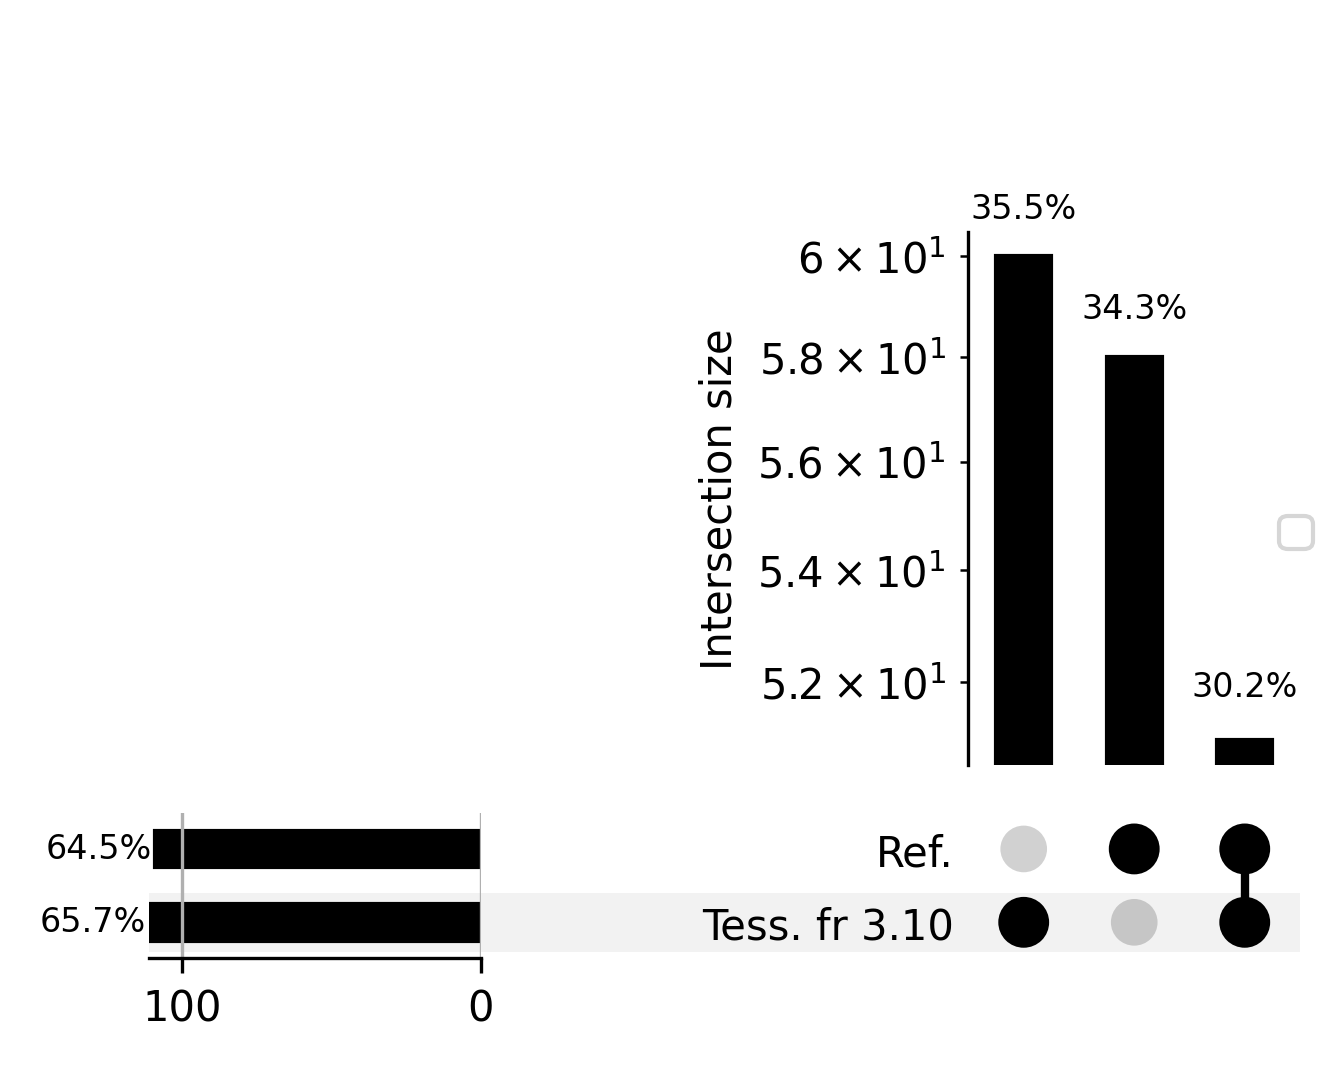 35.5%
6 × 10¹
34.3%
5.8 × 10¹
5.6 × 10¹
5.4 × 10¹
5.2 × 10¹
30.2%
Intersection size
64.5%
Ref.
65.7%
Tess. fr 3.10
100 0